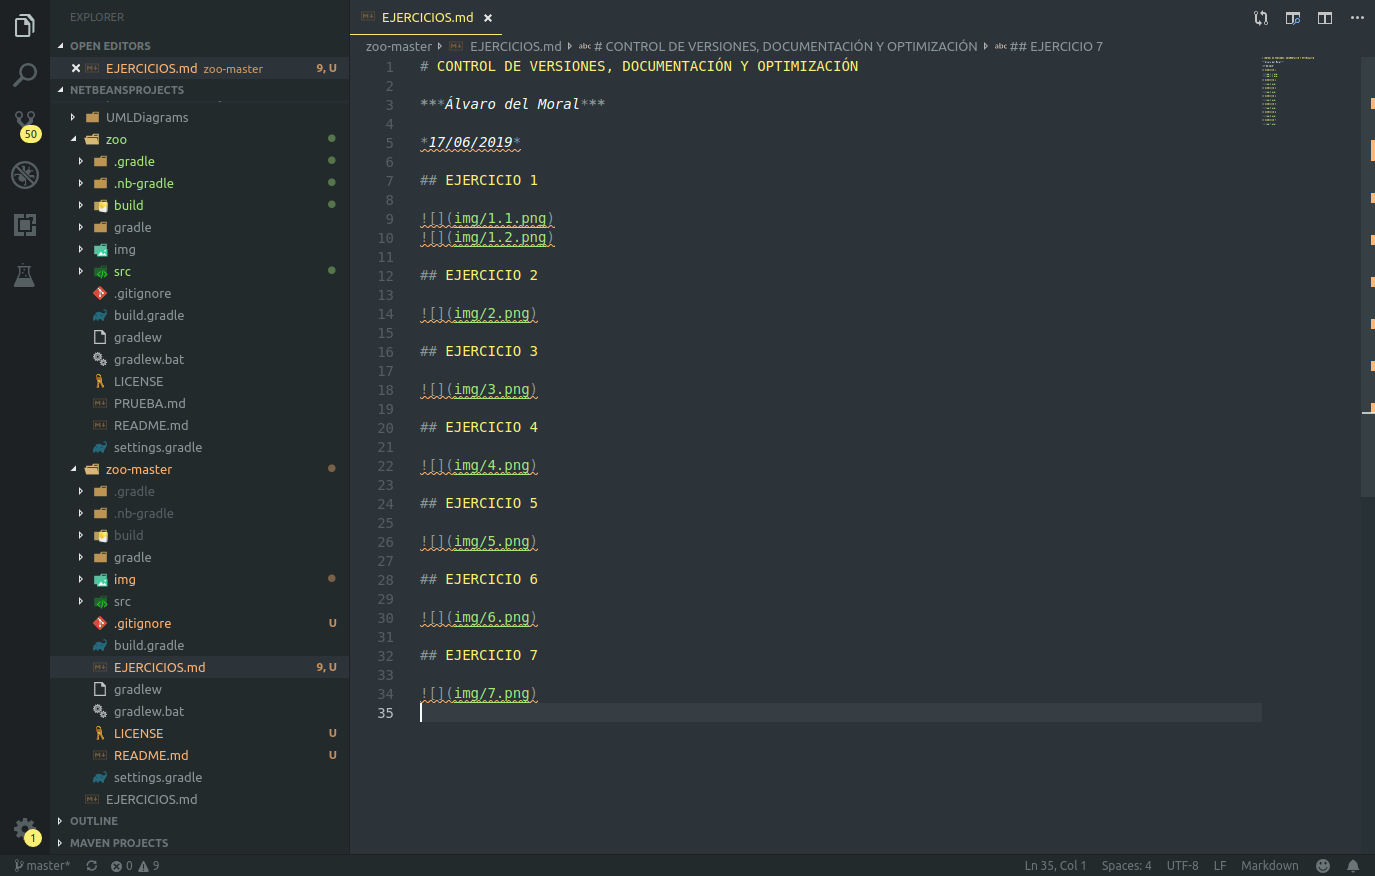 EXPLORER
OPEN EDITORS
EJERCICIOS.md zoo-master 9, U
NETBEANSPROJECTS
UMLDiagrams
zoo
.gradle
.nb-gradle
build
gradle
img
src
.gitignore
build.gradle
gradlew
gradlew.bat
LICENSE
PRUEBA.md
README.md
settings.gradle
zoo-master
.gradle
.nb-gradle
build
gradle
img
src
.gitignore U
build.gradle
EJERCICIOS.md 9, U
gradlew
gradlew.bat
LICENSE U
README.md U
settings.gradle
EJERCICIOS.md
OUTLINE
MAVEN PROJECTS
50
1
EJERCICIOS.md
zoo-master EJERCICIOS.md abc # CONTROL DE VERSIONES, DOCUMENTACIÓN Y OPTIMIZACIÓN abc ## EJERCICIO 7
1 # CONTROL DE VERSIONES, DOCUMENTACIÓN Y OPTIMIZACIÓN
2
3 ***Álvaro del Moral***
4
5 *17/06/2019*
6
7 ## EJERCICIO 1
8
9 ![](img/1.1.png)
10 ![](img/1.2.png)
11
12 ## EJERCICIO 2
13
14 ![](img/2.png)
15
16 ## EJERCICIO 3
17
18 ![](img/3.png)
19
20 ## EJERCICIO 4
21
22 ![](img/4.png)
23
24 ## EJERCICIO 5
25
26 ![](img/5.png)
27
28 ## EJERCICIO 6
29
30 ![](img/6.png)
31
32 ## EJERCICIO 7
33
34 ![](img/7.png)
35
master* 0 9 Ln 35, Col 1 Spaces: 4 UTF-8 LF Markdown